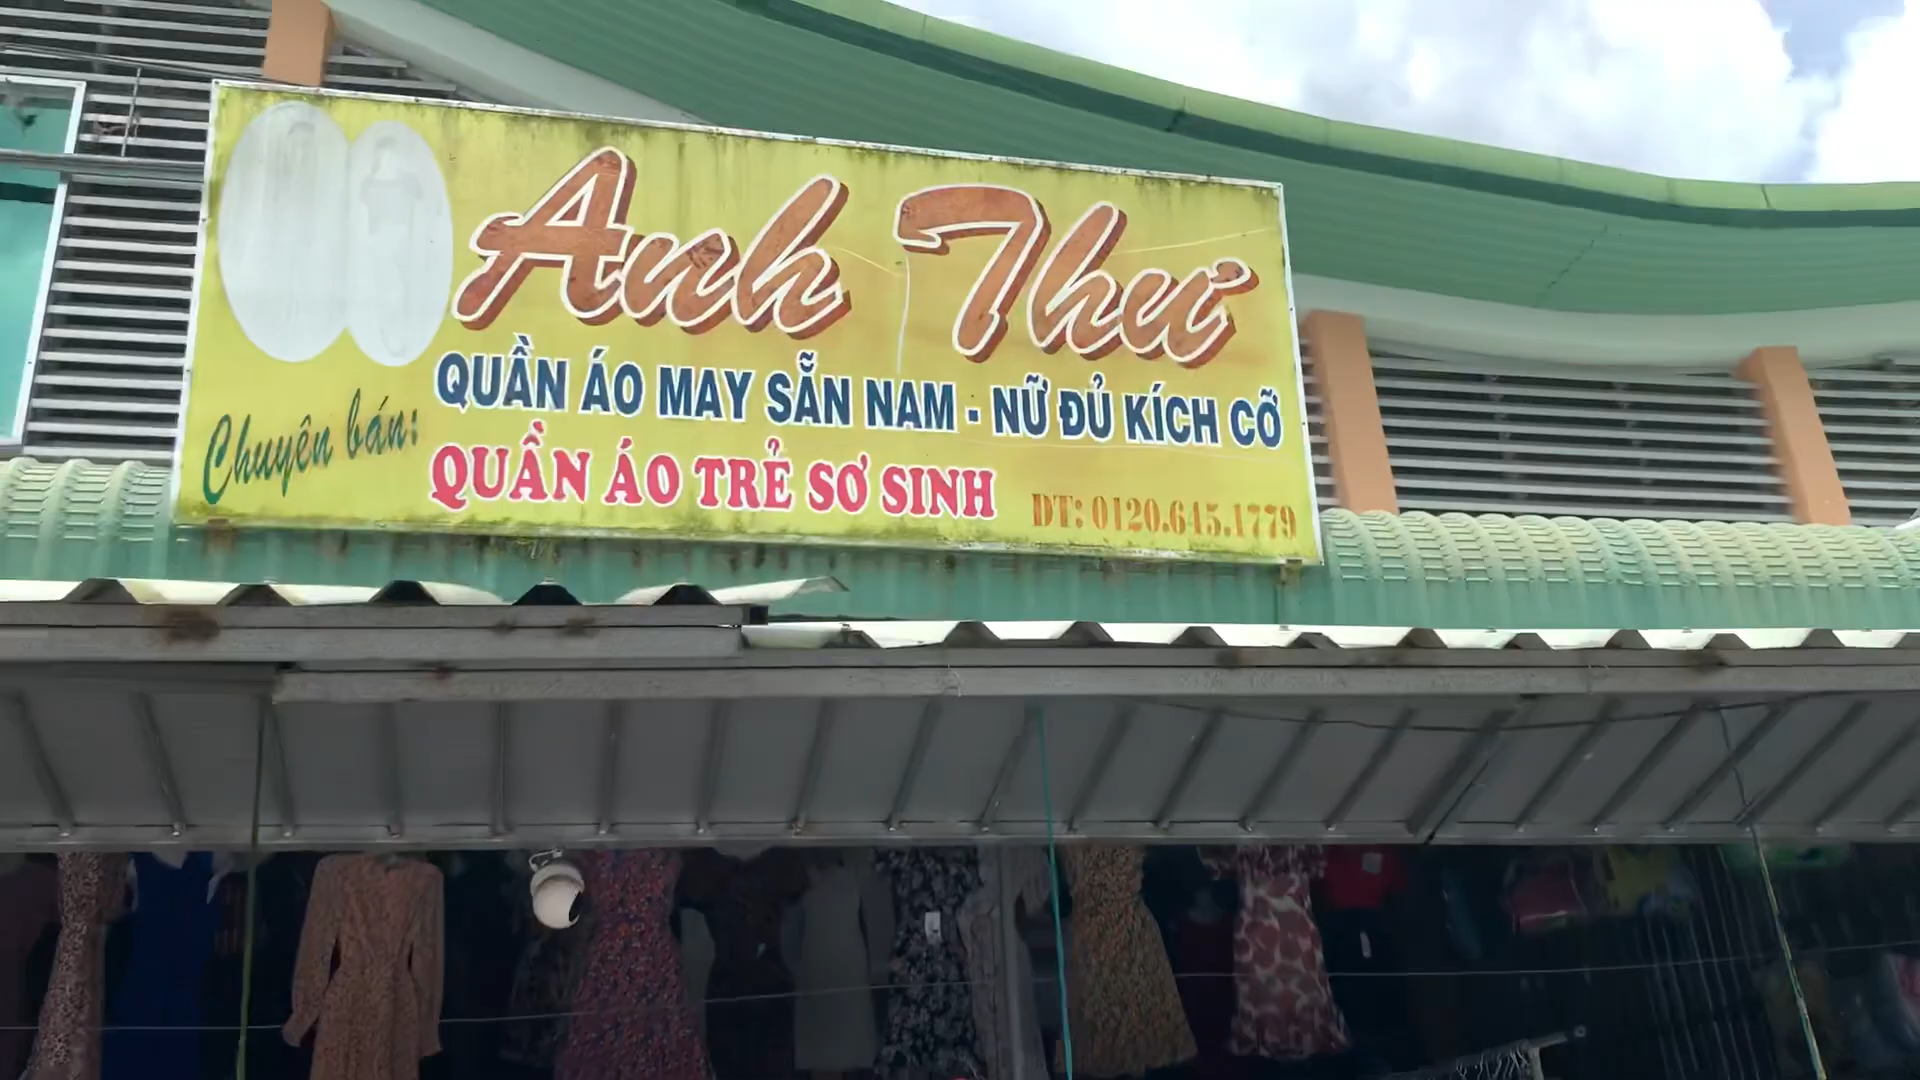 Anh Thư
Chuyên bán:
QUẦN ÁO MAY SẴN NAM - NỮ ĐỦ KÍCH CỠ
QUẦN ÁO TRẺ SƠ SINH
DT: 0120.645.1779